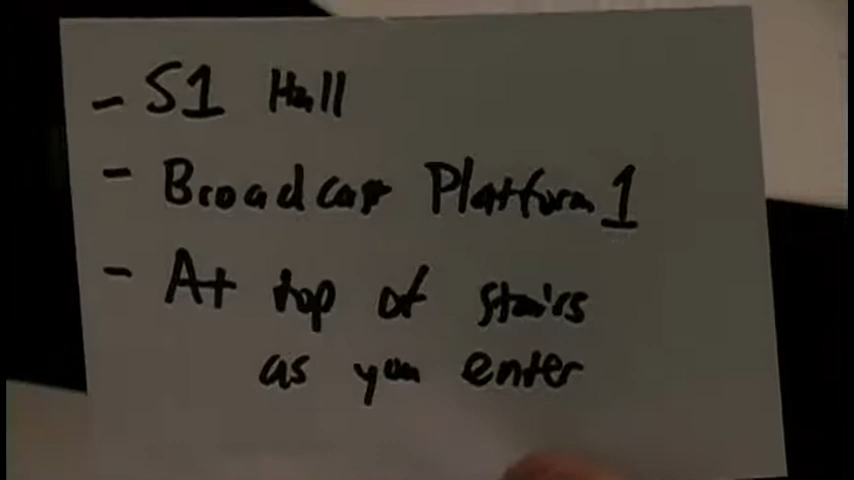 - S1 Hall
- Broadcast Platform 1
- At top of stairs
as you enter